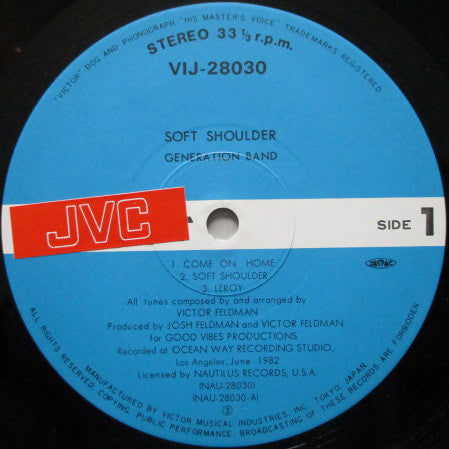 "VICTOR" DOG AND PHONOGRAPH "HIS MASTER'S VOICE" TRADEMARKS REGISTERED
STEREO 33 1/3 r.p.m.
VIJ-28030
SOFT SHOULDER
GENERATION BAND
JVC
SIDE 1
JASRAC
1. COME ON HOME
2. SOFT SHOULDER
3. LEROY
All tunes composed by and arranged by
VICTOR FELDMAN
Produced by JOSH FELDMAN and VICTOR FELDMAN
for GOOD VIBES PRODUCTIONS
Recorded at OCEAN WAY RECORDING STUDIO,
Los Angeles, June 1982
Licensed by NAUTILUS RECORDS, U.S.A.
(NAU-28030)
(NAU-28030-A)
③
MANUFACTURED BY VICTOR MUSICAL INDUSTRIES, INC. TOKYO, JAPAN
ALL RIGHTS RESERVED. COPYING, PUBLIC PERFORMANCE, BROADCASTING OF THESE RECORDS ARE FORBIDDEN